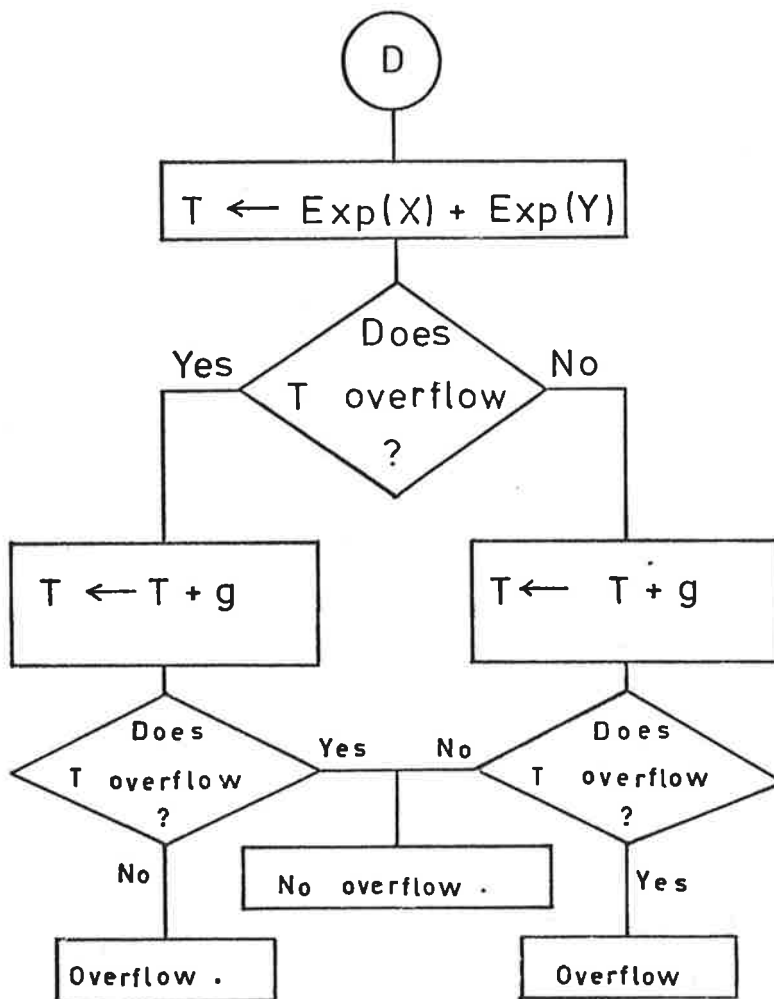 D
T ← Exp(X) + Exp(Y)
Does
T overflow
?
Yes
No
T ← T + g
T ← T + g
Does
T overflow
?
Yes
No
Does
T overflow
?
No
No overflow .
Yes
Overflow .
Overflow